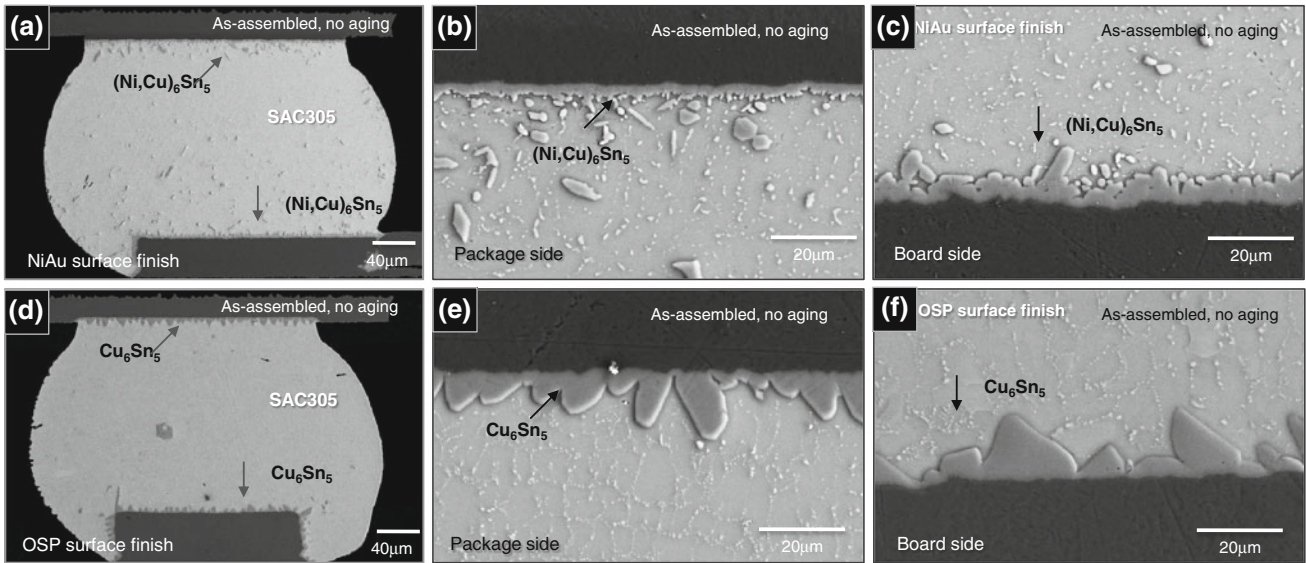 (a)
As-assembled, no aging
(Ni,Cu)6Sn5
SAC305
(Ni,Cu)6Sn5
NiAu surface finish
40μm
(b)
As-assembled, no aging
(Ni,Cu)6Sn5
Package side
20μm
(c)
NiAu surface finish
As-assembled, no aging
(Ni,Cu)6Sn5
Board side
20μm
(d)
As-assembled, no aging
Cu6Sn5
SAC305
Cu6Sn5
OSP surface finish
40μm
(e)
As-assembled, no aging
Cu6Sn5
Package side
20μm
(f)
OSP surface finish
As-assembled, no aging
Cu6Sn5
Board side
20μm